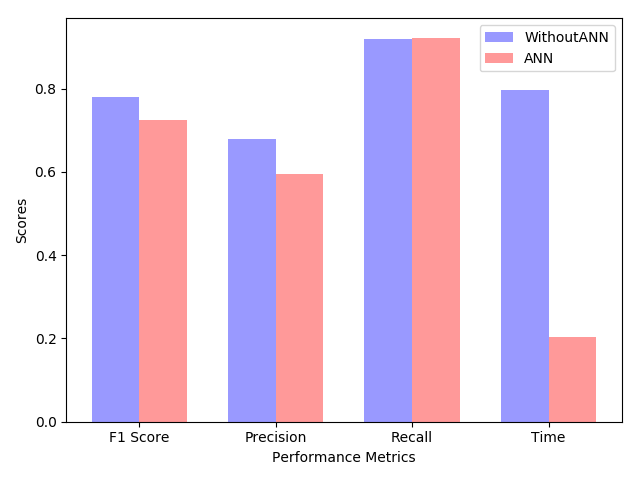 WithoutANN
ANN
Scores
0.8
0.6
0.4
0.2
0.0
F1 Score
Precision
Recall
Time
Performance Metrics